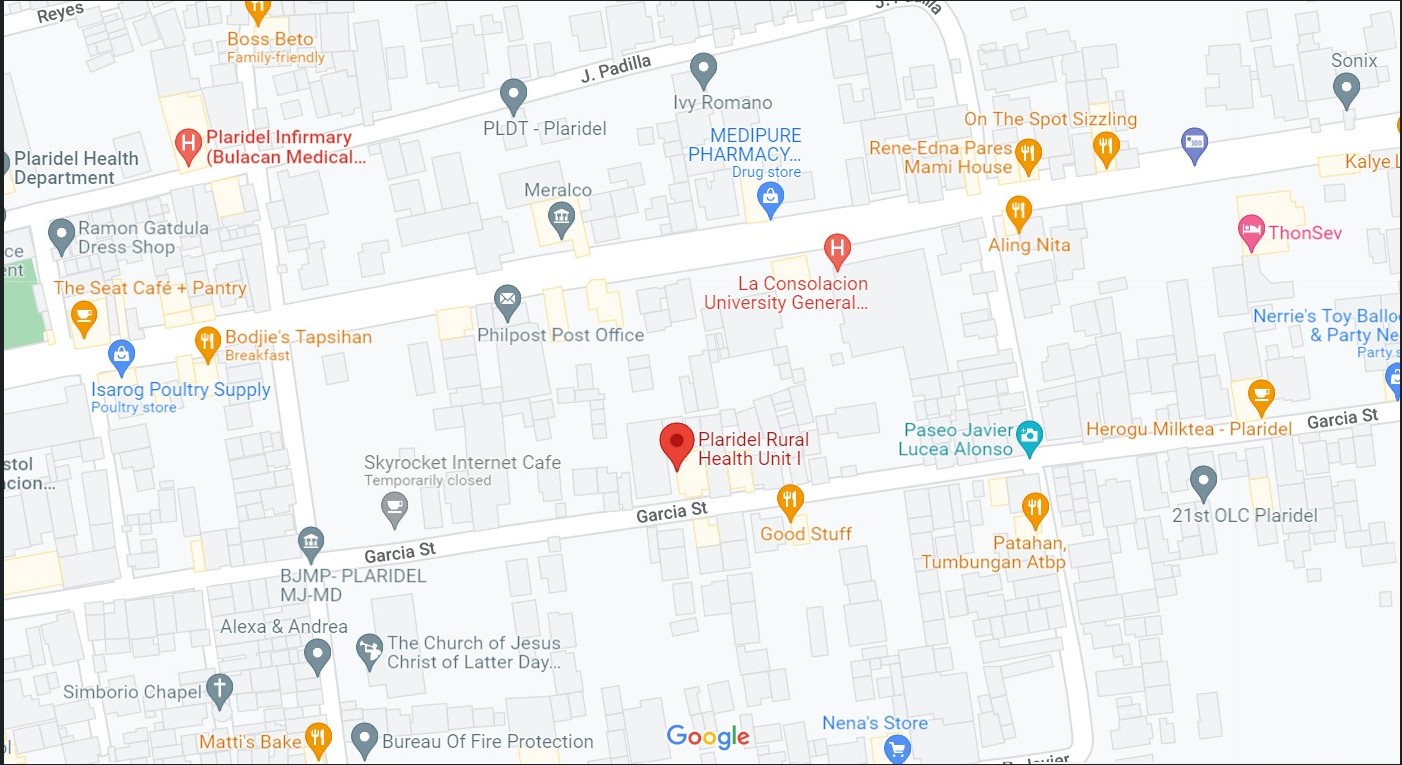 Reyes
Boss Beto
Family-friendly
J. Padilla
J. Padilla
Ivy Romano
PLDT - Plaridel
Sonix
On The Spot Sizzling
MEDIPURE
PHARMACY...
Drug store
Rene-Edna Pares
Mami House
100
Kalye L
H
Plaridel Infirmary
(Bulacan Medical...
Plaridel Health
Department
Meralco
Ramon Gatdula
Dress Shop
ce
ent
Aling Nita
ThonSev
H
La Consolacion
University General...
The Seat Café + Pantry
Philpost Post Office
Bodjie's Tapsihan
Breakfast
Nerrie's Toy Balloo
& Party Ne
Party s
Isarog Poultry Supply
Poultry store
Garcia St
Herogu Milktea - Plaridel
Paseo Javier
Lucea Alonso
Plaridel Rural
Health Unit I
stol
acion...
Skyrocket Internet Cafe
Temporarily closed
Garcia St
Good Stuff
21st OLC Plaridel
Patahan,
Tumbungan Atbp
Garcia St
BJMP- PLARIDEL
MJ-MD
Alexa & Andrea
The Church of Jesus
Christ of Latter Day...
Simborio Chapel
Matti's Bake
Bureau Of Fire Protection
Google
Nena's Store